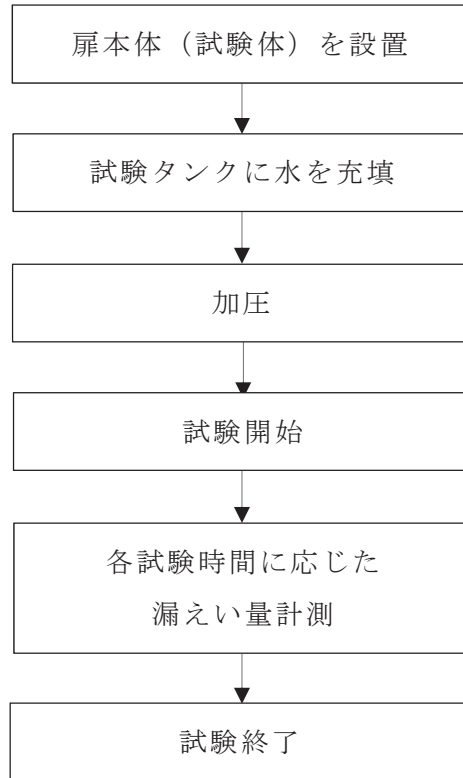 扉本体（試験体）を設置
試験タンクに水を充填
加圧
試験開始
各試験時間に応じた
漏えい量計測
試験終了